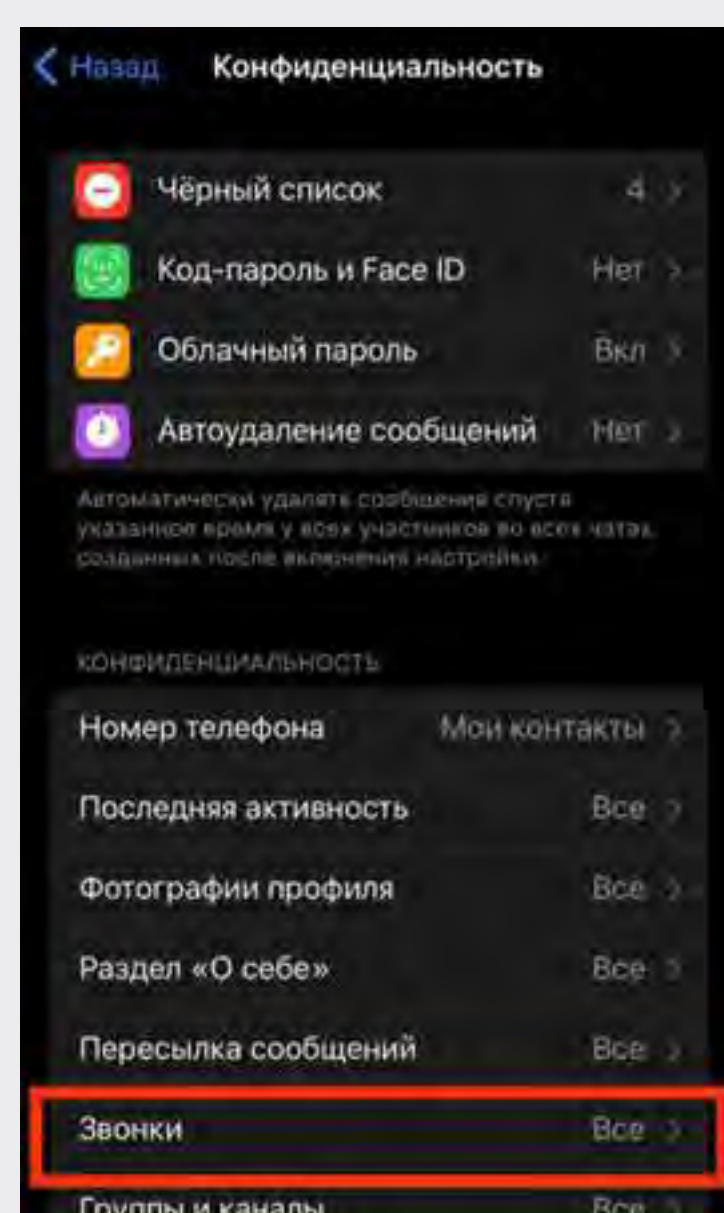 Назад Конфиденциальность
Чёрный список 4
Код-пароль и Face ID Нет
Облачный пароль Вкл
Автоудаление сообщений Нет
Автоматически удалять сообщения спустя
указанное время у всех участников во всех чатах,
созданных после включения настройки.
КОНФИДЕНЦИАЛЬНОСТЬ
Номер телефона Мои контакты
Последняя активность Все
Фотографии профиля Все
Раздел «О себе» Все
Пересылка сообщений Все
Звонки Все
Группы и каналы Все